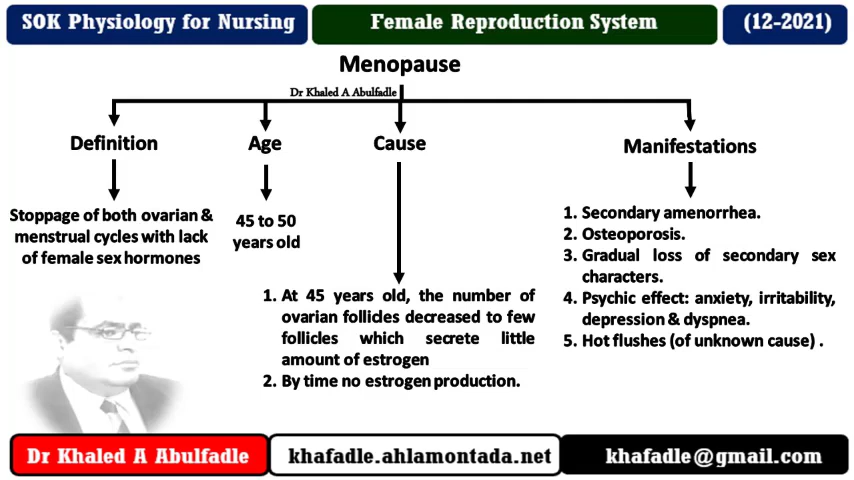 SOK Physiology for Nursing
Female Reproduction System
(12-2021)
Menopause
Dr Khaled A Abulfadle
Definition
Stoppage of both ovarian &
menstrual cycles with lack
of female sex hormones
Age
45 to 50
years old
Cause
1. At 45 years old, the number of
ovarian follicles decreased to few
follicles which secrete little
amount of estrogen
2. By time no estrogen production.
Manifestations
1. Secondary amenorrhea.
2. Osteoporosis.
3. Gradual loss of secondary sex
characters.
4. Psychic effect: anxiety, irritability,
depression & dyspnea.
5. Hot flushes (of unknown cause) .
Dr Khaled A Abulfadle
khafadle.ahlamontada.net
khafadle@gmail.com